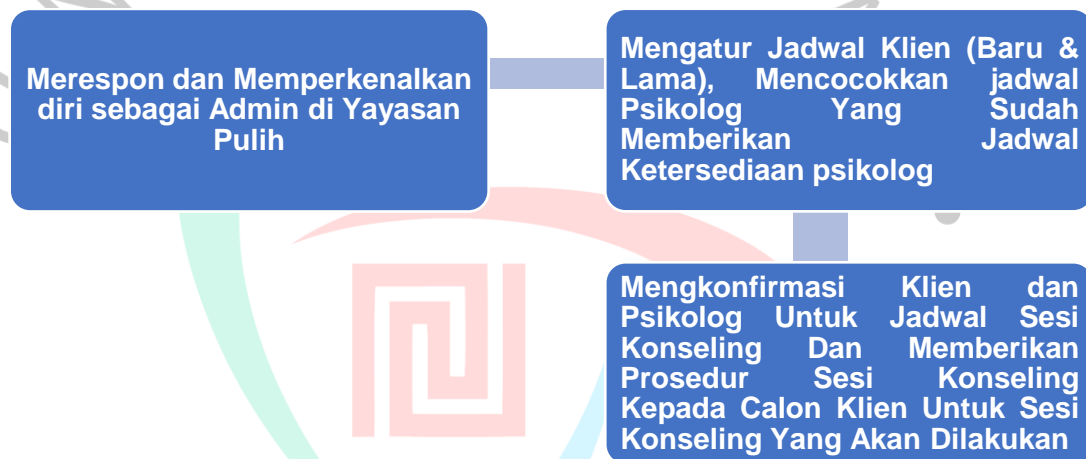 Merespon dan Memperkenalkan
diri sebagai Admin di Yayasan
Pulih
Mengatur Jadwal Klien (Baru &
Lama), Mencocokkan jadwal
Psikolog Yang Sudah
Memberikan Jadwal
Ketersediaan psikolog
Mengkonfirmasi Klien dan
Psikolog Untuk Jadwal Sesi
Konseling Dan Memberikan
Prosedur Sesi Konseling
Kepada Calon Klien Untuk Sesi
Konseling Yang Akan Dilakukan